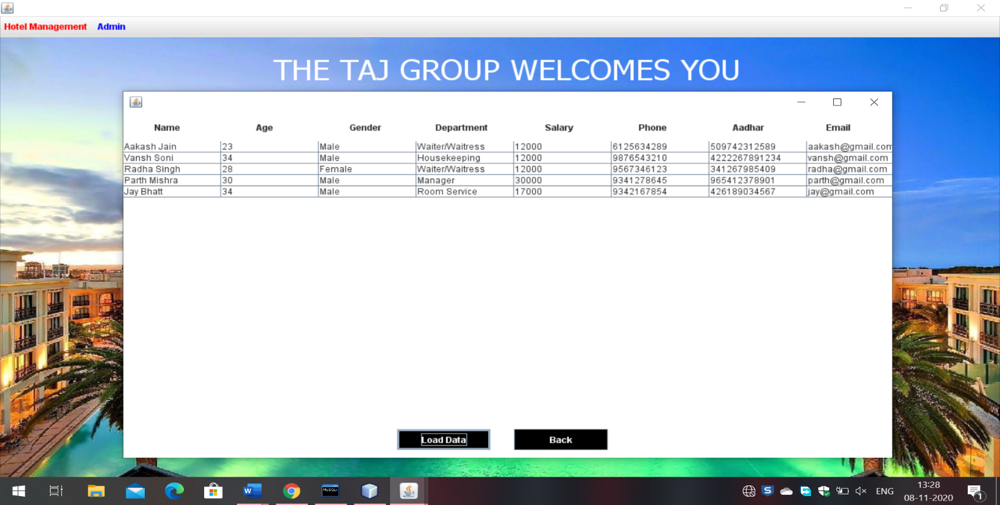 Hotel Management Admin
THE TAJ GROUP WELCOMES YOU
Name Age Gender Department Salary Phone Aadhar Email
Aakash Jain 23 Male Waiter/Waitress 12000 6125634289 509742312589 aakash@gmail.com
Vansh Soni 34 Male Housekeeping 12000 9876543210 4222267891234 vansh@gmail.com
Radha Singh 28 Female Waiter/Waitress 12000 9567346123 341267985409 radha@gmail.com
Parth Mishra 30 Male Manager 30000 9341278645 965412378901 parth@gmail.com
Jay Bhatt 34 Male Room Service 17000 9342167854 426189034567 jay@gmail.com
Load Data Back
W MySQL S ENG 13:28
08-11-2020 1